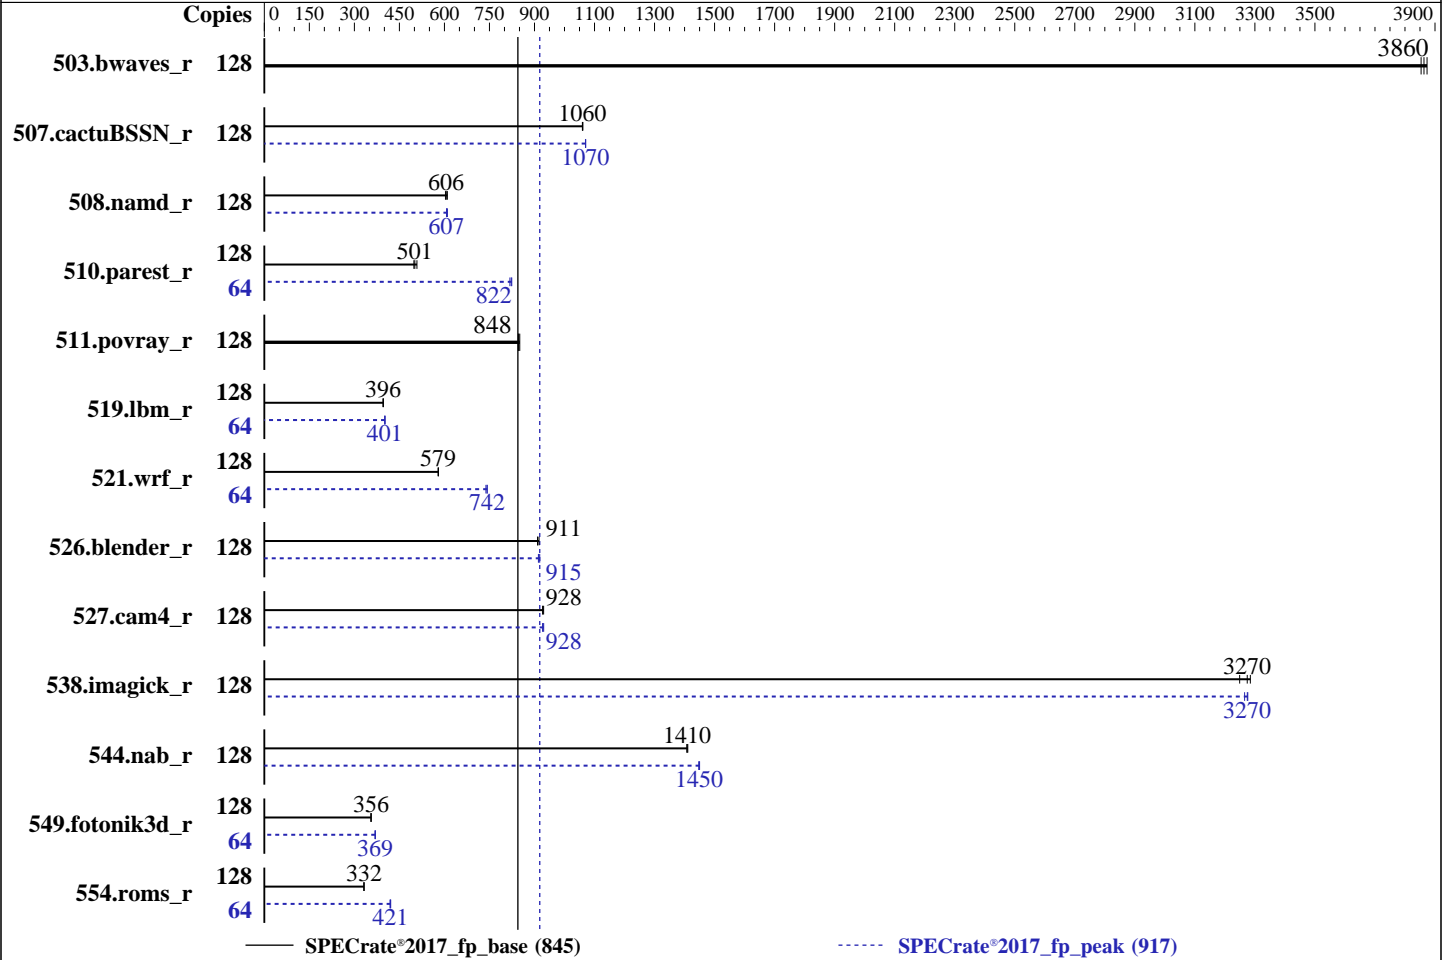 Copies 0 150 300 450 600 750 900 1100 1300 1500 1700 1900 2100 2300 2500 2700 2900 3100 3300 3500 3900
503.bwaves_r 128 3860
507.cactuBSSN_r 128 1060
1070
508.namd_r 128 606
607
510.parest_r 128 501
64 822
511.povray_r 128 848
519.lbm_r 128 396
64 401
521.wrf_r 128 579
64 742
526.blender_r 128 911
915
527.cam4_r 128 928
928
538.imagick_r 128 3270
3270
544.nab_r 128 1410
1450
549.fotonik3d_r 128 356
64 369
554.roms_r 128 332
64 421
SPECrate®2017_fp_base (845) SPECrate®2017_fp_peak (917)